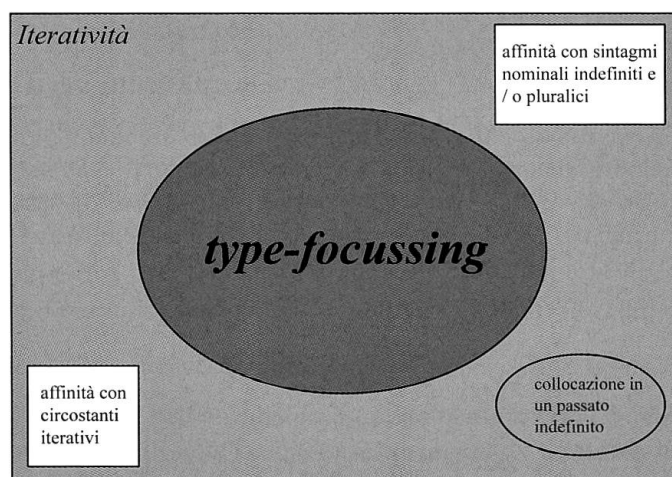 Iteratività
affinità con sintagmi
nominali indefiniti e
/ o pluralici
type-focussing
affinità con
circostanti
iterativi
collocazione in
un passato
indefinito